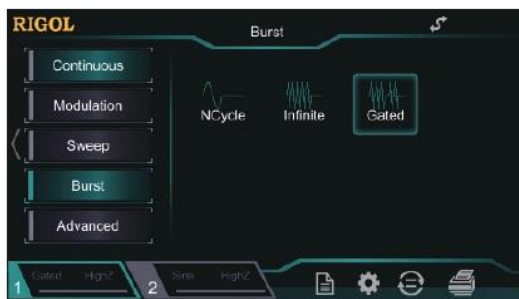 RIGOL
Burst
Continuous
Modulation
Sweep
Burst
Advanced
NCycle Infinite Gated
1 Gated HighZ 2 Sine HighZ